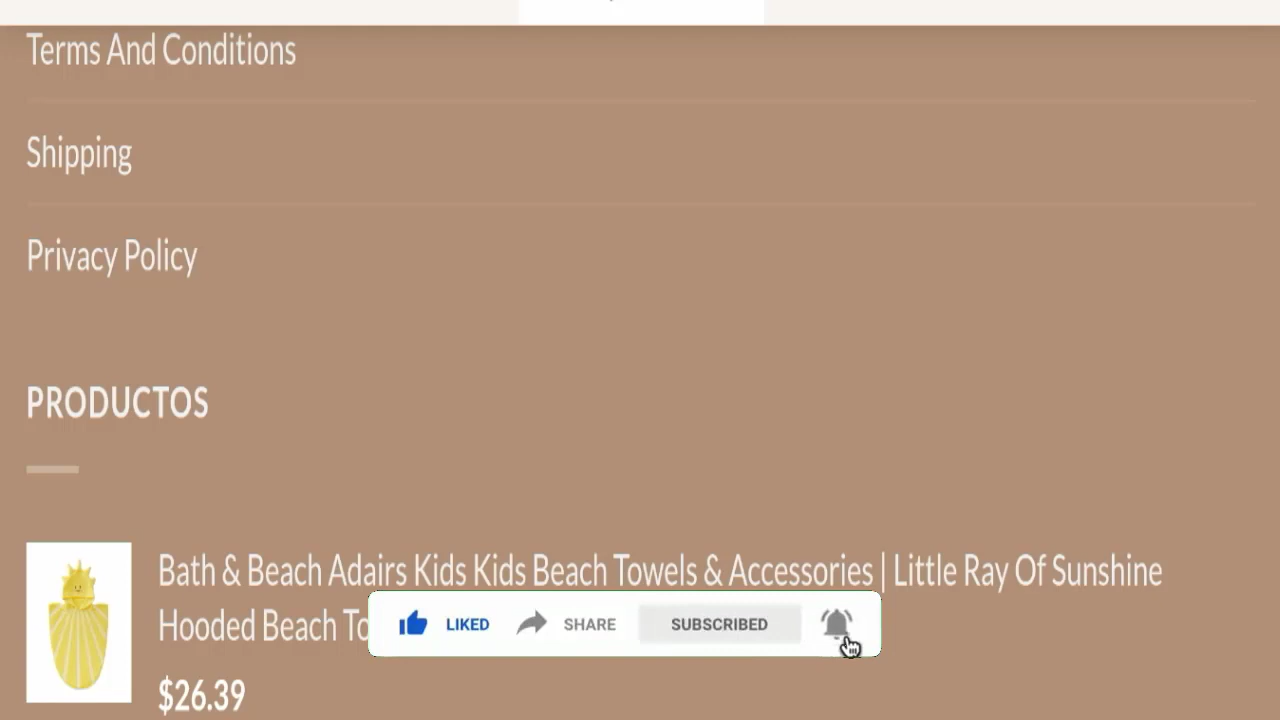 Terms And Conditions
Shipping
Privacy Policy
PRODUCTOS
Bath & Beach Adairs Kids Kids Beach Towels & Accessories | Little Ray Of Sunshine
Hooded Beach To
LIKED SHARE SUBSCRIBED
$26.39